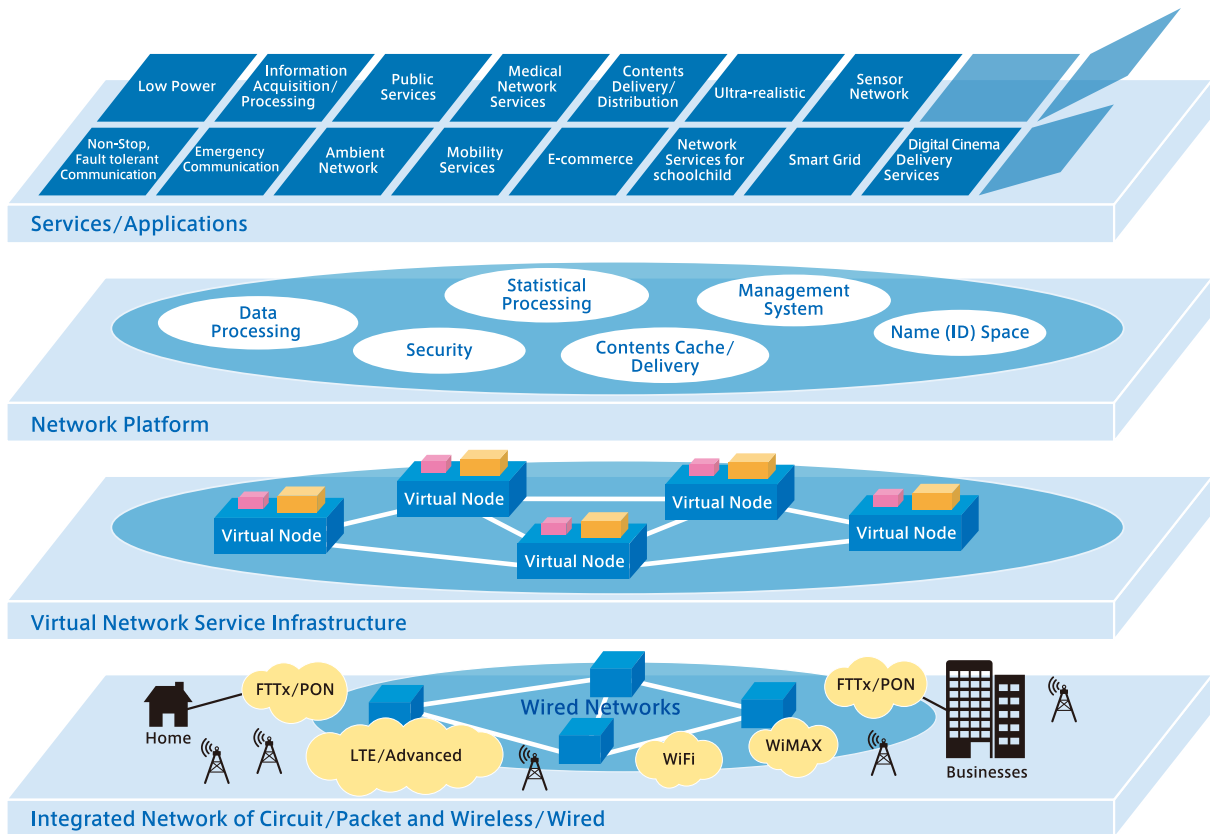 Low Power
Information
Acquisition/
Processing
Public
Services
Medical
Network
Services
Contents
Delivery/
Distribution
Ultra-realistic
Sensor
Network
Non-Stop,
Fault tolerant
Communication
Emergency
Communication
Ambient
Network
Mobility
Services
E-commerce
Network
Services for
schoolchild
Smart Grid
Digital Cinema
Delivery
Services
Services/Applications
Data
Processing
Statistical
Processing
Management
System
Security
Contents Cache/
Delivery
Name (ID) Space
Network Platform
Virtual Node
Virtual Node
Virtual Node
Virtual Node
Virtual Node
Virtual Network Service Infrastructure
Home
FTTx/PON
Wired Networks
FTTx/PON
LTE/Advanced
WiFi
WiMAX
Businesses
Integrated Network of Circuit/Packet and Wireless/Wired